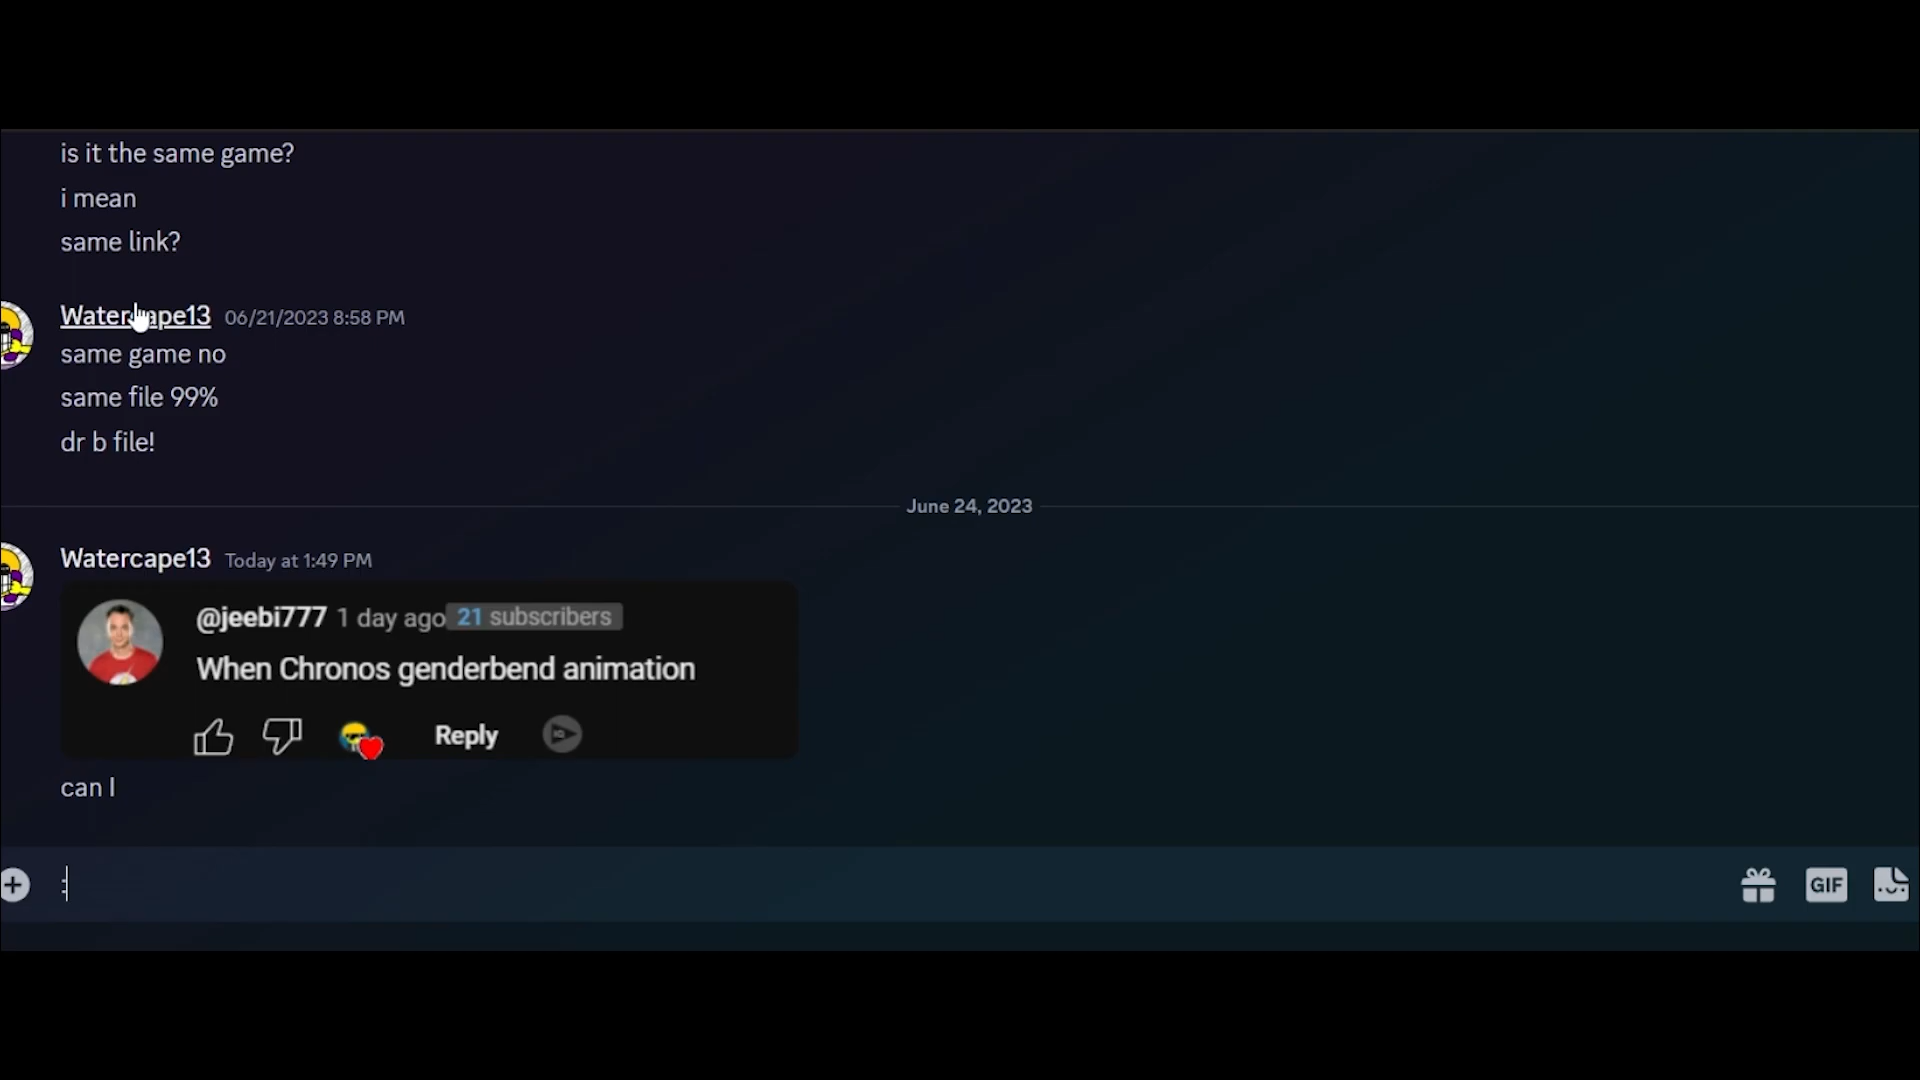 is it the same game?
i mean
same link?
Watercape13 06/21/2023 8:58 PM
same game no
same file 99%
dr b file!
June 24, 2023
Watercape13 Today at 1:49 PM
@jeebi777 1 day ago 21 subscribers
When Chronos genderbend animation
Reply
can I
:
GIF